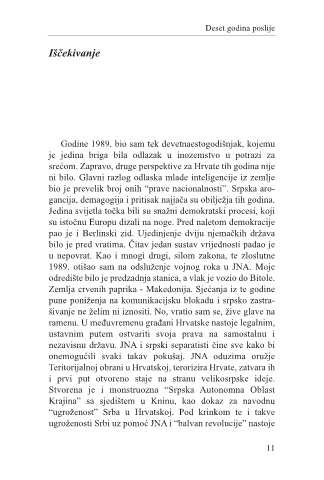 Deset godina poslije
Iščekivanje
Godine 1989. bio sam tek devetnaestogodišnjak, kojemu
je jedina briga bila odlazak u inozemstvo u potrazi za
srećom. Zapravo, druge perspektive za Hrvate tih godina nije
ni bilo. Glavni razlog odlaska mlade inteligencije iz zemlje
bio je prevelik broj onih “prave nacionalnosti”. Srpska aro-
gancija, demagogija i pritisak najjača su obilježja tih godina.
Jedina svijetla točka bili su snažni demokratski procesi, koji
su istočnu Europu dizali na noge. Pred naletom demokracije
pao je i Berlinski zid. Ujedinjenje dviju njemačkih država
bilo je pred vratima. Čitav jedan sustav vrijednosti padao je
u nepovrat. Kao i mnogi drugi, silom zakona, te zloslutne
1989. otišao sam na odsluženje vojnog roka u JNA. Moje
odredište bilo je predzadnja stanica, a vlak je vozio do Bitole.
Zemlja crvenih paprika - Makedonija. Sjećanja iz te godine
pune poniženja na komunikacijsku blokadu i srpsko zastra-
šivanje ne želim ni iznositi. No, vratio sam se, žive glave na
ramenu. U međuvremenu građani Hrvatske nastoje legalnim,
ustavnim putem ostvariti svoja prava na samostalnu i
nezavisnu državu. JNA i srpski separatisti čine sve kako bi
onemogućili svaki takav pokušaj. JNA oduzima oružje
Teritorijalnoj obrani u Hrvatskoj, terorizira Hrvate, zatvara ih
i prvi put otvoreno staje na stranu velikosrpske ideje.
Stvorena je i monstruozna “Srpska Autonomna Oblast
Krajina” sa sjedištem u Kninu, kao dokaz za navodnu
“ugroženost” Srba u Hrvatskoj. Pod krinkom te i takve
ugroženosti Srbi uz pomoć JNA i “balvan revolucije” nastoje
11